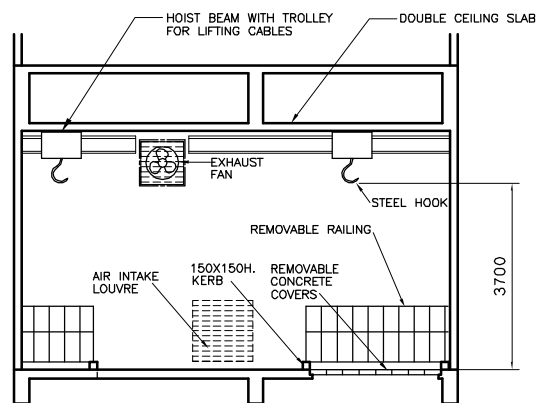 HOIST BEAM WITH TROLLEY
FOR LIFTING CABLES
DOUBLE CEILING SLAB
EXHAUST
FAN
STEEL HOOK
REMOVABLE RAILING
AIR INTAKE
LOUVRE
150X150H.
KERB
REMOVABLE
CONCRETE
COVERS
3700